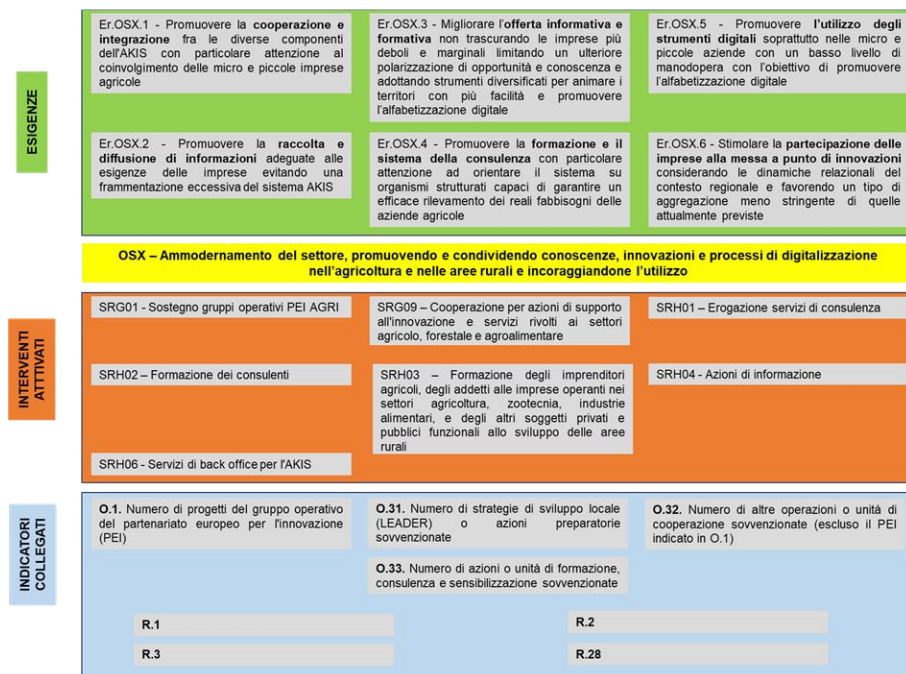 ESIGENZE
Er.OSX.1 - Promuovere la cooperazione e
integrazione fra le diverse componenti
dell'AKIS con particolare attenzione al
coinvolgimento delle micro e piccole imprese
agricole
Er.OSX.3 - Migliorare l'offerta informativa e
formativa non trascurando le imprese più
deboli e marginali limitando un ulteriore
polarizzazione di opportunità e conoscenza e
adottando strumenti diversificati per animare i
territori con più facilità e promuovere
l'alfabetizzazione digitale
Er.OSX.5 - Promuovere l'utilizzo degli
strumenti digitali soprattutto nelle micro e
piccole aziende con un basso livello di
manodopera con l'obiettivo di promuovere
l'alfabetizzazione digitale
Er.OSX.2 - Promuovere la raccolta e
diffusione di informazioni adeguate alle
esigenze delle imprese evitando una
frammentazione eccessiva del sistema AKIS
Er.OSX.4 - Promuovere la formazione e il
sistema della consulenza con particolare
attenzione ad orientare il sistema su
organismi strutturati capaci di garantire un
efficace rilevamento dei reali fabbisogni delle
aziende agricole
Er.OSX.6 - Stimolare la partecipazione delle
imprese alla messa a punto di innovazioni
considerando le dinamiche relazionali del
contesto regionale e favorendo un tipo di
aggregazione meno stringente di quelle
attualmente previste
OSX – Ammodernamento del settore, promuovendo e condividendo conoscenze, innovazioni e processi di digitalizzazione
nell'agricoltura e nelle aree rurali e incoraggiandone l'utilizzo
INTERVENTI
ATTTIVATI
SRG01 - Sostegno gruppi operativi PEI AGRI
SRG09 – Cooperazione per azioni di supporto
all'innovazione e servizi rivolti ai settori
agricolo, forestale e agroalimentare
SRH01 – Erogazione servizi di consulenza
SRH02 – Formazione dei consulenti
SRH03 – Formazione degli imprenditori
agricoli, degli addetti alle imprese operanti nei
settori agricoltura, zootecnia, industrie
alimentari, e degli altri soggetti privati e
pubblici funzionali allo sviluppo delle aree
rurali
SRH04 - Azioni di informazione
SRH06 - Servizi di back office per l'AKIS
INDICATORI
COLLEGATI
O.1. Numero di progetti del gruppo operativo
del partenariato europeo per l'innovazione
(PEI)
O.31. Numero di strategie di sviluppo locale
(LEADER) o azioni preparatorie
sovvenzionate
O.32. Numero di altre operazioni o unità di
cooperazione sovvenzionate (escluso il PEI
indicato in O.1)
O.33. Numero di azioni o unità di formazione,
consulenza e sensibilizzazione sovvenzionate
R.1
R.2
R.3
R.28